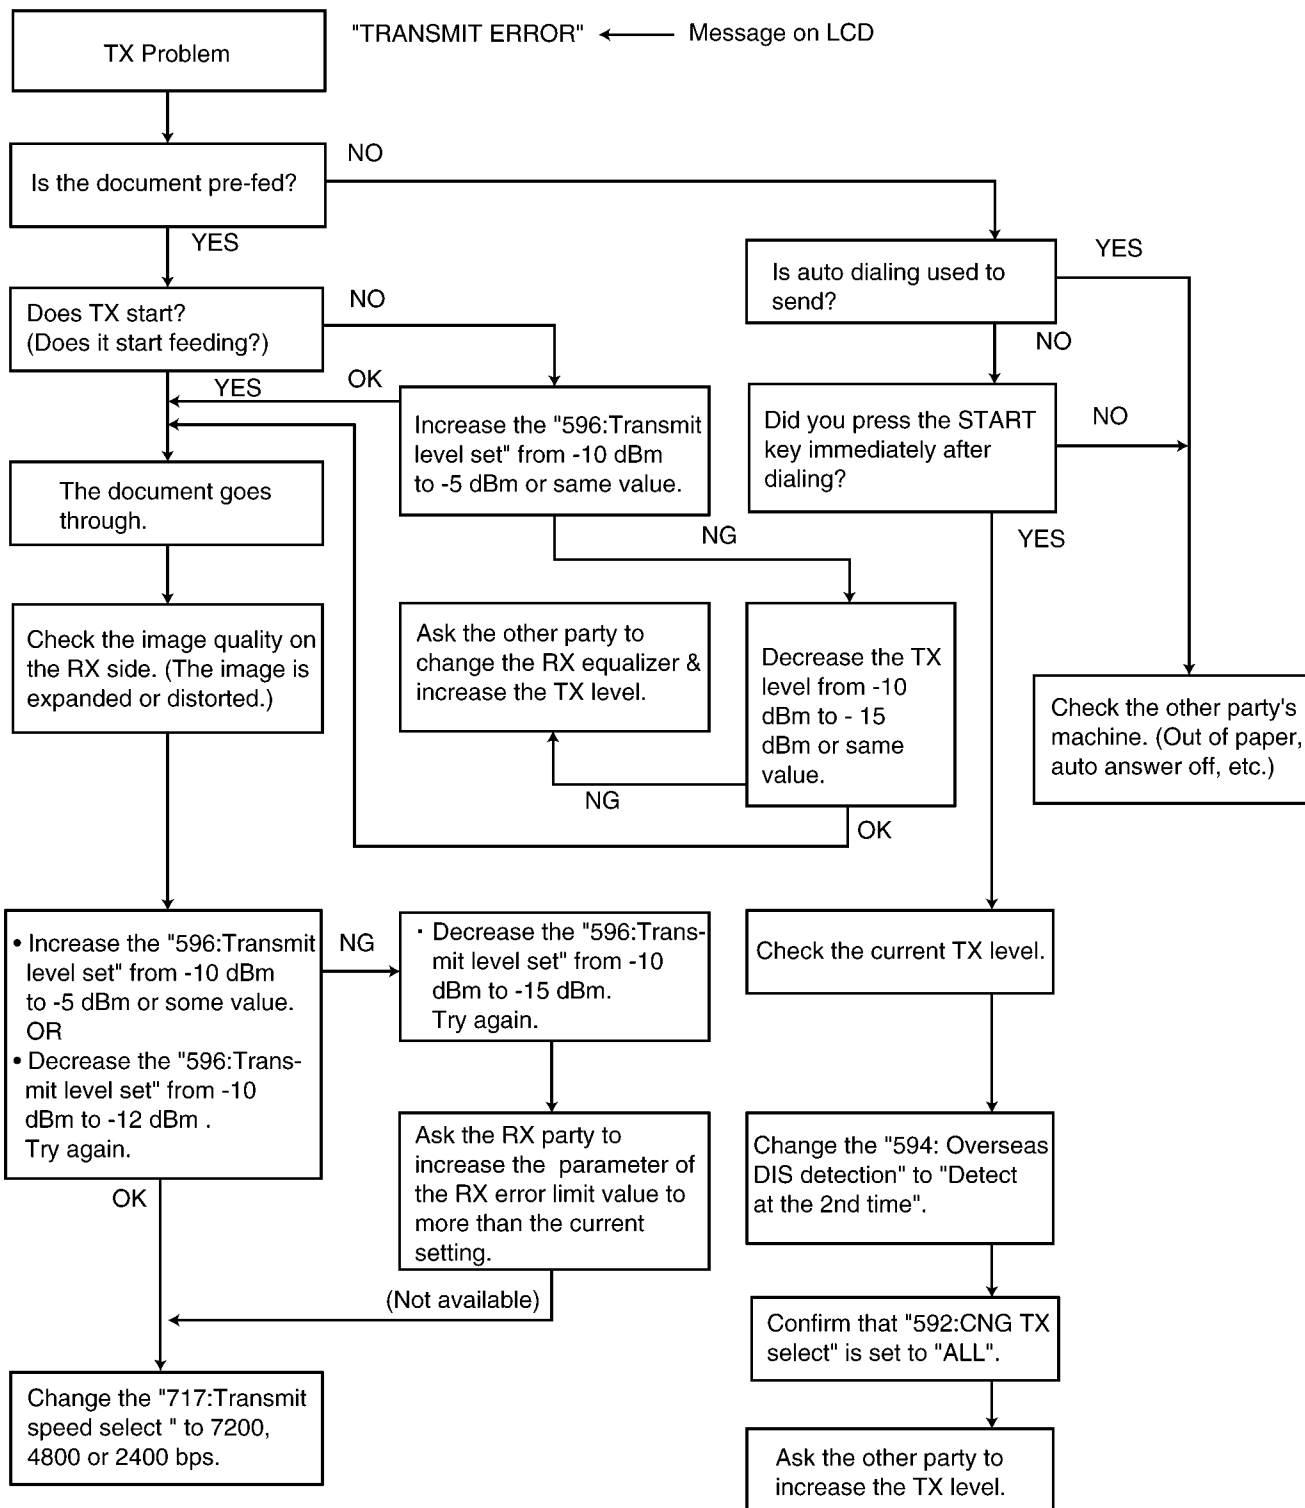 "TRANSMIT ERROR"
Message on LCD
TX Problem
NO
Is the document pre-fed?
YES
Is auto dialing used to
send?
YES
NO
Does TX start?
(Does it start feeding?)
NO
YES
OK
Increase the "596:Transmit
level set" from -10 dBm
to -5 dBm or same value.
NG
Did you press the START
key immediately after
dialing?
NO
YES
The document goes
through.
Check the image quality on
the RX side. (The image is
expanded or distorted.)
Ask the other party to
change the RX equalizer &
increase the TX level.
Decrease the TX
level from -10
dBm to - 15
dBm or same
value.
NG
OK
Check the other party's
machine. (Out of paper,
auto answer off, etc.)
• Increase the "596:Transmit
level set" from -10 dBm
to -5 dBm or some value.
OR
• Decrease the "596:Trans-
mit level set" from -10
dBm to -12 dBm .
Try again.
NG
OK
· Decrease the "596:Trans-
mit level set" from -10
dBm to -15 dBm.
Try again.
Ask the RX party to
increase the parameter of
the RX error limit value to
more than the current
setting.
(Not available)
Change the "717:Transmit
speed select " to 7200,
4800 or 2400 bps.
Check the current TX level.
Change the "594: Overseas
DIS detection" to "Detect
at the 2nd time".
Confirm that "592:CNG TX
select" is set to "ALL".
Ask the other party to
increase the TX level.